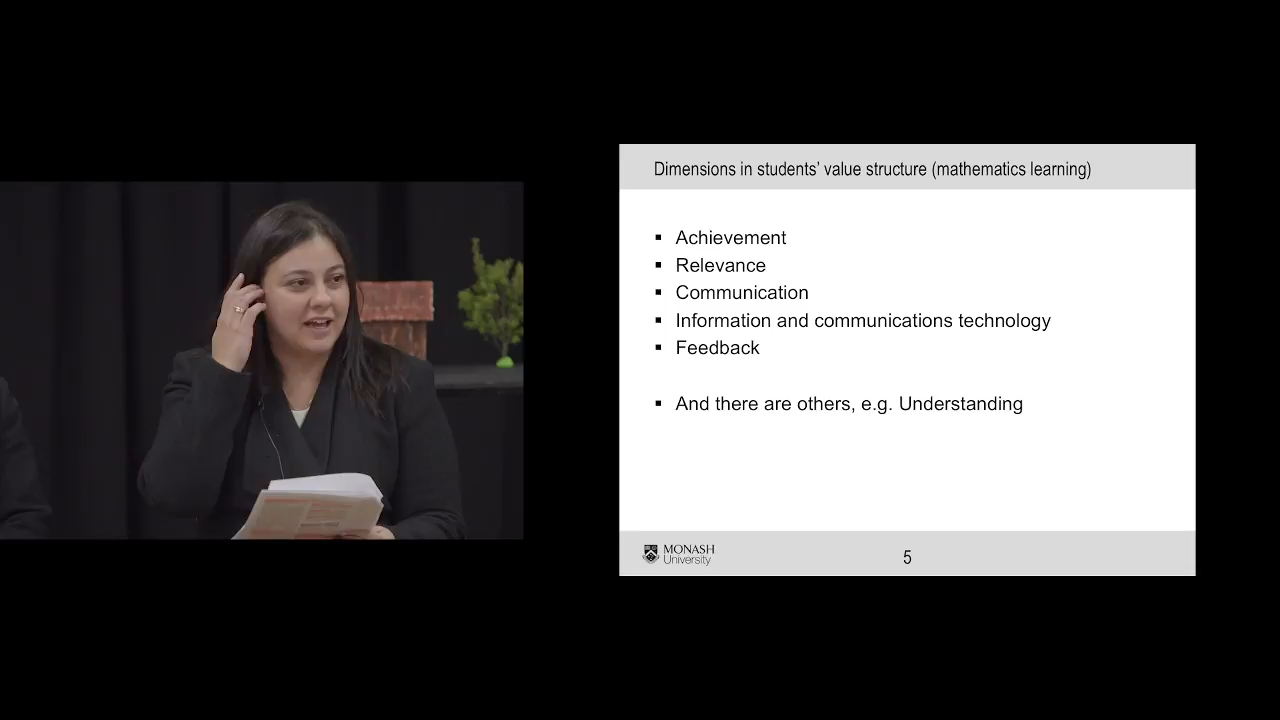 Dimensions in students’ value structure (mathematics learning)
▪ Achievement
▪ Relevance
▪ Communication
▪ Information and communications technology
▪ Feedback
▪ And there are others, e.g. Understanding
MONASH
University
5